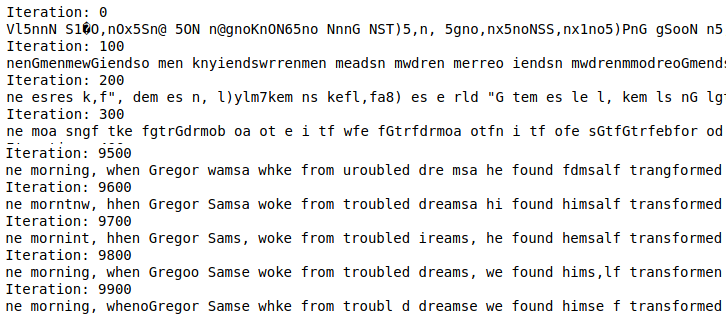 Iteration: 0
Vl5nnN S1�O,nOx5Sn@ 5ON n@gnoKnON65no NnnG NST)5,n, 5gno,nx5noNSS,nx1no5)PnG gSooN n5
Iteration: 100
nenGmenmewGiendso men knyiendswrrenmen meadsn mwdren merreo iendsn mwdrenmmodreoGmends
Iteration: 200
ne esres k,f", dem es n, l)ylm7kem ns kefl,fa8) es e rld "G tem es le l, kem ls nG lgt
Iteration: 300
ne moa sngf tke fgtrGdrmob oa ot e i tf wfe fGtrfdrmoa otfn i tf ofe sGtfGtrfebfor od
Iteration: 9500
ne morning, when Gregor wamsa whke from uroubled dre msa he found fdmsalf trangformed
Iteration: 9600
ne morntnw, hhen Gregor Samsa woke from troubled dreamsa hi found himsalf transformed
Iteration: 9700
ne mornint, hhen Gregor Sams, woke from troubled ireams, he found hemsalf transformed
Iteration: 9800
ne morning, when Gregoo Samse woke from troubled dreams, we found hims,lf transformen
Iteration: 9900
ne morning, whenoGregor Samse whke from troubl d dreamse we found himse f transformed